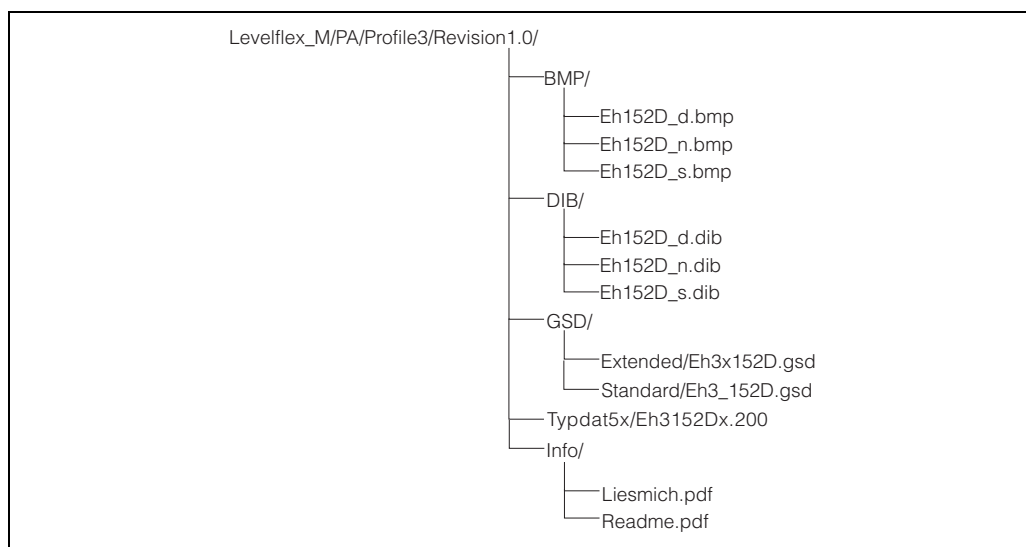 Levelflex_M/PA/Profile3/Revision1.0/
BMP/
Eh152D_d.bmp
Eh152D_n.bmp
Eh152D_s.bmp
DIB/
Eh152D_d.dib
Eh152D_n.dib
Eh152D_s.dib
GSD/
Extended/Eh3x152D.gsd
Standard/Eh3_152D.gsd
Typdat5x/Eh3152Dx.200
Info/
Liesmich.pdf
Readme.pdf